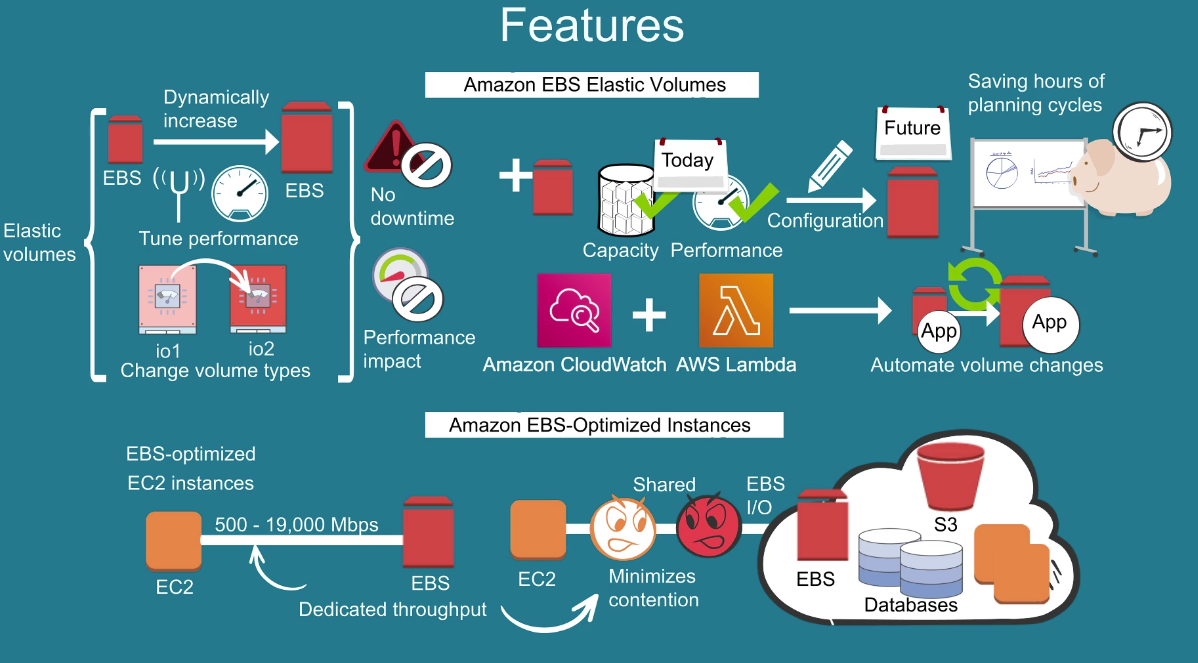 Features
Amazon EBS Elastic Volumes
Elastic
volumes
Dynamically
increase
EBS
EBS
Tune performance
io1
io2
Change volume types
No
downtime
Performance
impact
Today
Capacity
Performance
Configuration
Future
Saving hours of
planning cycles
Amazon CloudWatch
AWS Lambda
App
App
Automate volume changes
Amazon EBS-Optimized Instances
EBS-optimized
EC2 instances
500 - 19,000 Mbps
EC2
EBS
Dedicated throughput
EC2
Shared
Minimizes
contention
EBS
I/O
EBS
S3
Databases